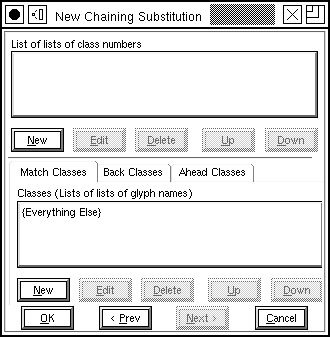 New Chaining Substitution
List of lists of class numbers
New Edit Delete Up Down
Match Classes Back Classes Ahead Classes
Classes (Lists of lists of glyph names)
{Everything Else}
New Edit Delete Up Down
OK < Prev Next > Cancel